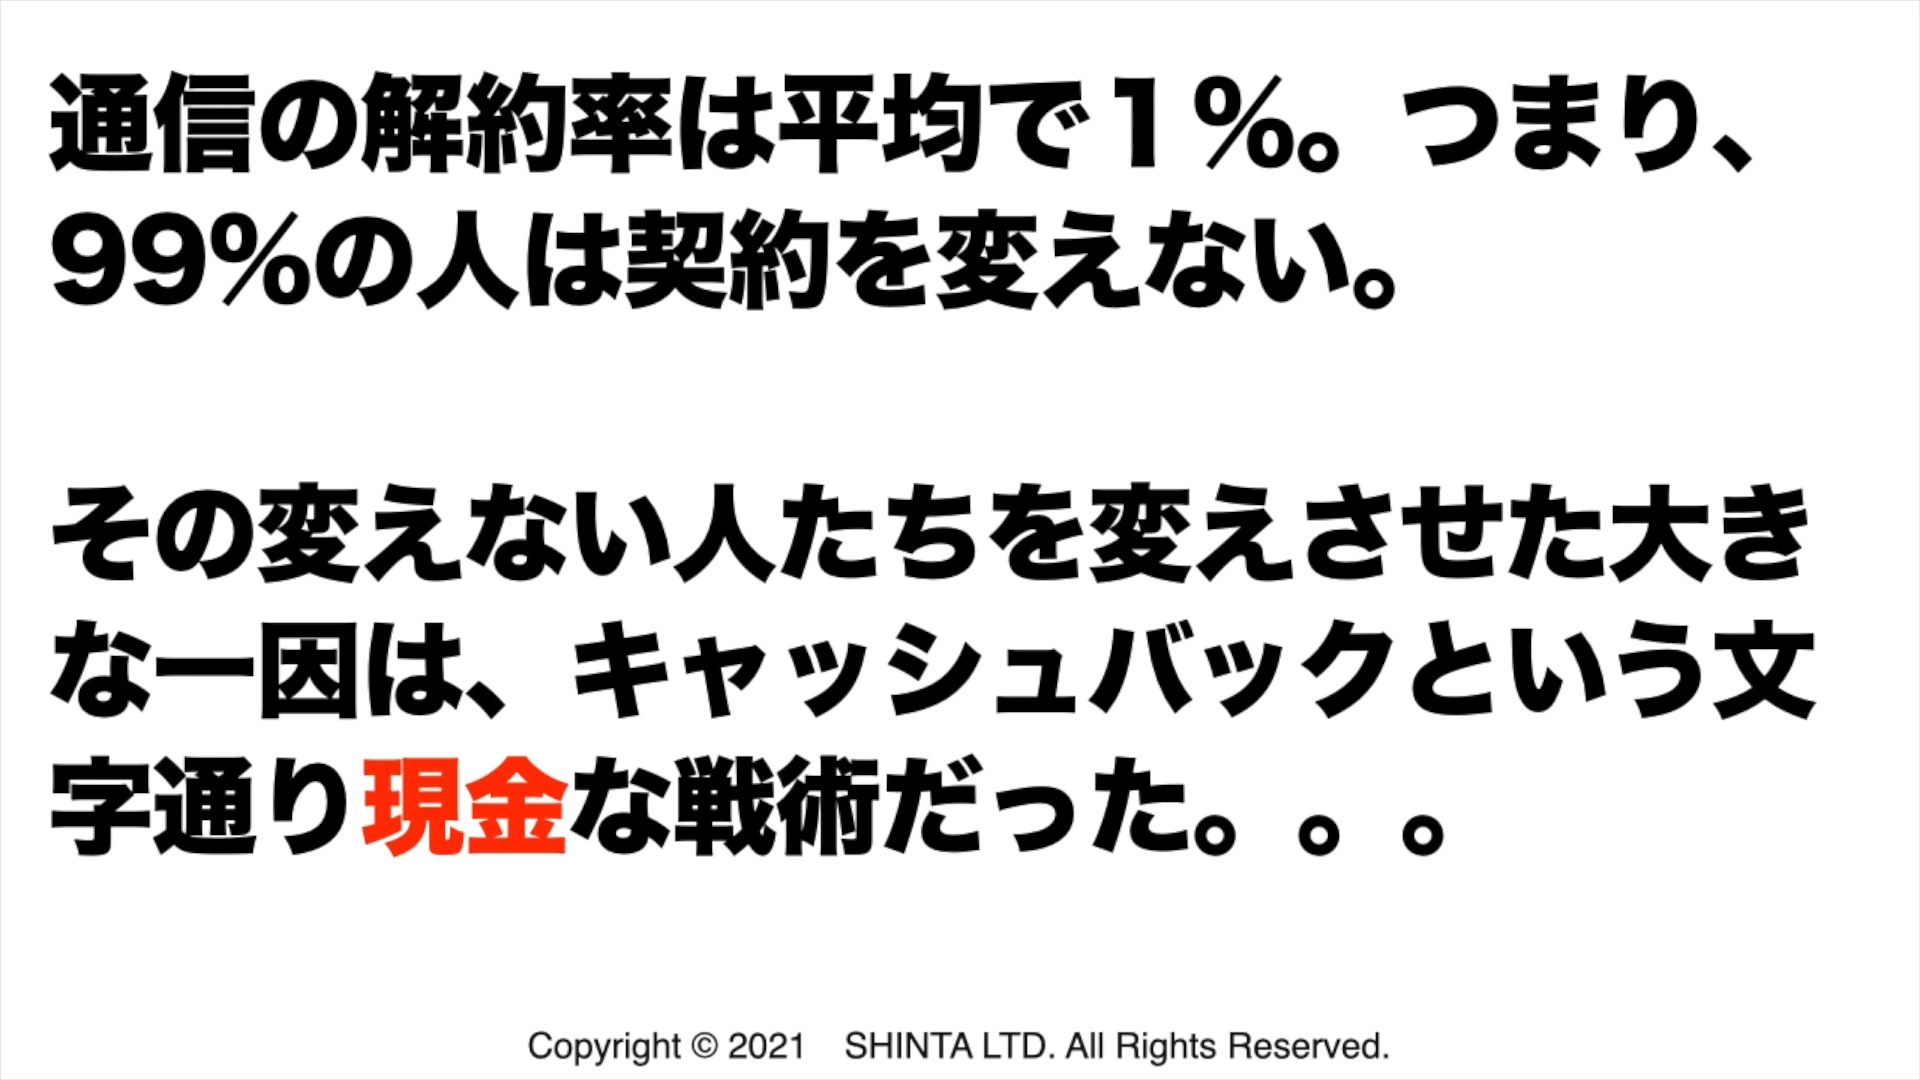 通信の解約率は平均で１％。つまり、
99%の人は契約を変えない。
その変えない人たちを変えさせた大き
な一因は、キャッシュバックという文
字通り現金な戦術だった。。。
Copyright © 2021　SHINTA LTD. All Rights Reserved.